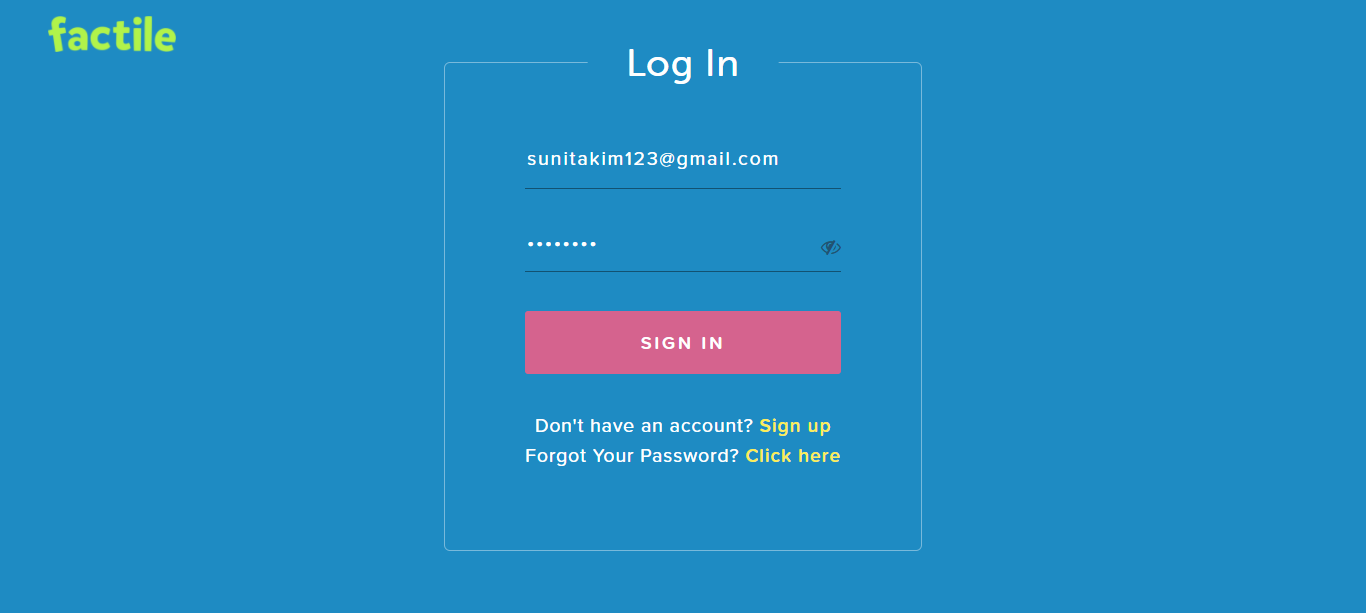 factile
Log In
sunitakim123@gmail.com
••••••••
SIGN IN
Don't have an account? Sign up
Forgot Your Password? Click here